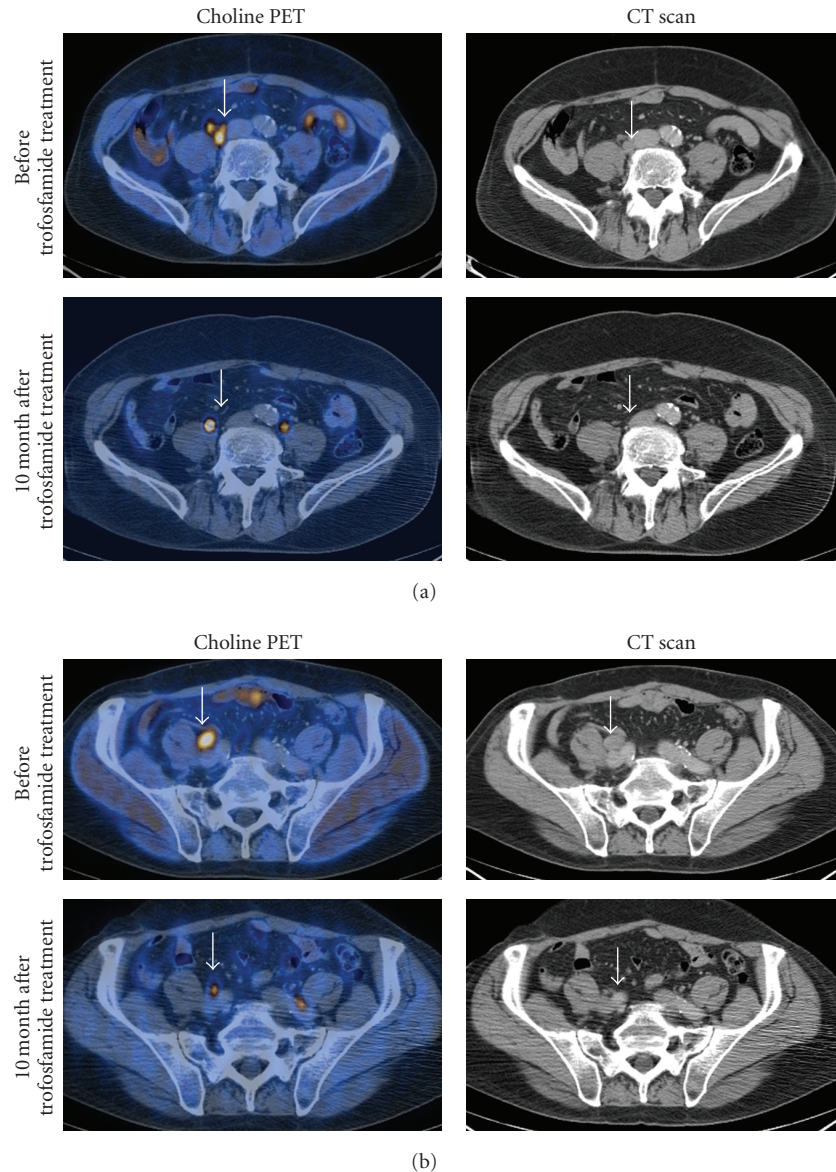 Choline PET
CT scan
Before
trofosfamide treatment
10 month after
trofosfamide treatment
(a)
Choline PET
CT scan
Before
trofosfamide treatment
10 month after
trofosfamide treatment
(b)